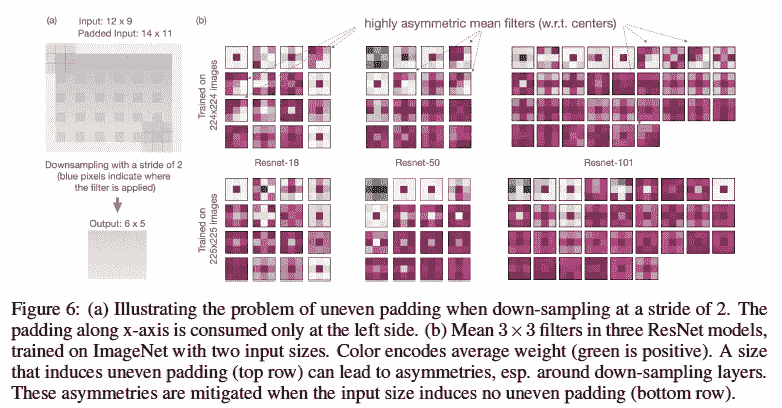 (a)
Input: 12 x 9
Padded Input: 14 x 11
Downsampling with a stride of 2
(blue pixels indicate where
the filter is applied)
Output: 6 x 5
(b)
highly asymmetric mean filters (w.r.t. centers)
Trained on
224x224 images
Resnet-18
Resnet-50
Resnet-101
Trained on
225x225 images
Figure 6: (a) Illustrating the problem of uneven padding when down-sampling at a stride of 2. The
padding along x-axis is consumed only at the left side. (b) Mean 3 × 3 filters in three ResNet models,
trained on ImageNet with two input sizes. Color encodes average weight (green is positive). A size
that induces uneven padding (top row) can lead to asymmetries, esp. around down-sampling layers.
These asymmetries are mitigated when the input size induces no uneven padding (bottom row).